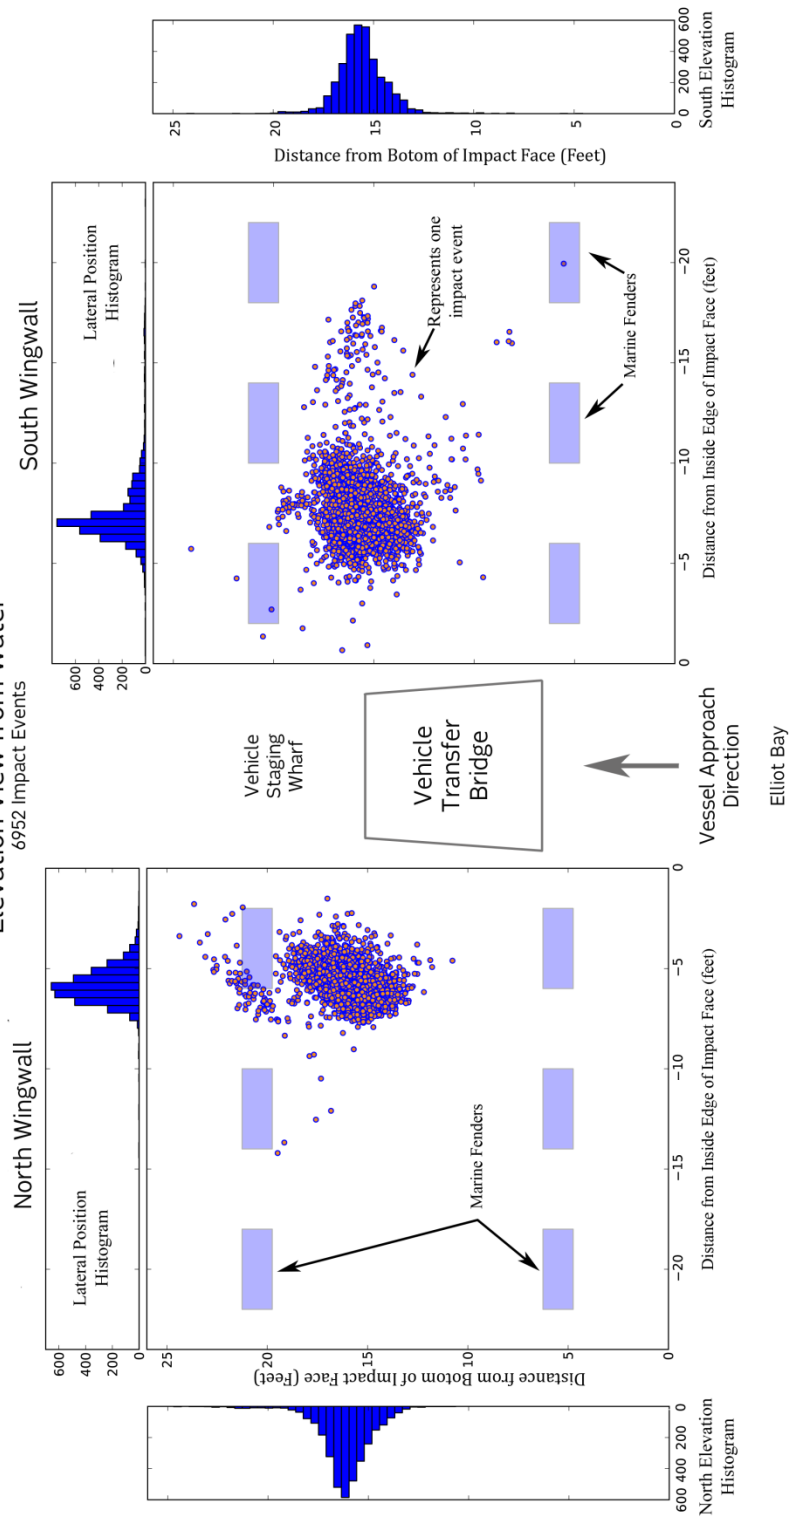 Elevation View from Water
6952 Impact Events
North Wingwall
South Wingwall
600
400
200
0
Lateral Position
Histogram
600
400
200
0
Lateral Position
Histogram
25
20
15
10
5
0
Distance from Botom of Impact Face (Feet)
−20
−15
−10
−5
0
Distance from Inside Edge of Impact Face (feet)
Marine Fenders
600 400 200 0
North Elevation
Histogram
Vehicle
Staging
Wharf
Vehicle
Transfer
Bridge
Vessel Approach
Direction
Elliot Bay
0
−5
−10
−15
−20
Distance from Inside Edge of Impact Face (feet)
Represents one
impact event
Marine Fenders
25
20
15
10
5
0
Distance from Botom of Impact Face (Feet)
0 200 400 600
South Elevation
Histogram